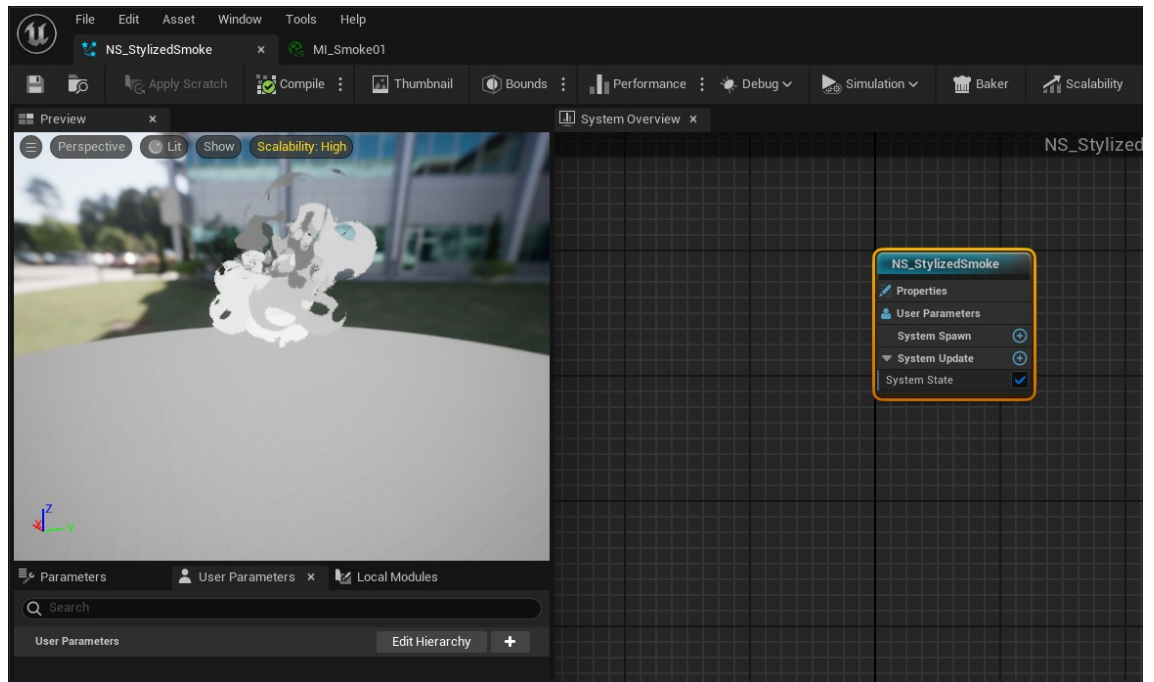 File Edit Asset Window Tools Help
NS_StylizedSmoke MI_Smoke01
Apply Scratch Compile Thumbnail Bounds Performance Debug Simulation Baker Scalability
Preview
System Overview
Perspective Lit Show Scalability: High
NS_Stylized
NS_StylizedSmoke
Properties
User Parameters
System Spawn
System Update
System State
Z
X Y
Parameters User Parameters Local Modules
Search
User Parameters Edit Hierarchy